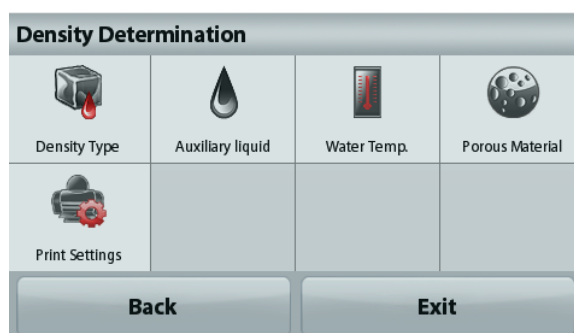 Density Determination
Density Type
Auxiliary liquid
Water Temp.
Porous Material
Print Settings
Back
Exit